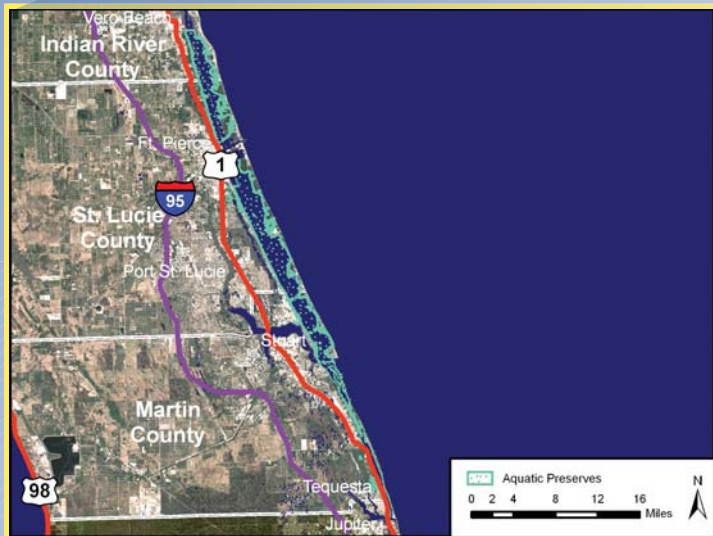 Vero Beach
Indian River
County
Ft. Pierce
1
95
St. Lucie
County
Port St. Lucie
Stuart
Martin
County
98
Tequesta
Jupiter
Aquatic Preserves
N
0 2 4 8 12 16
Miles